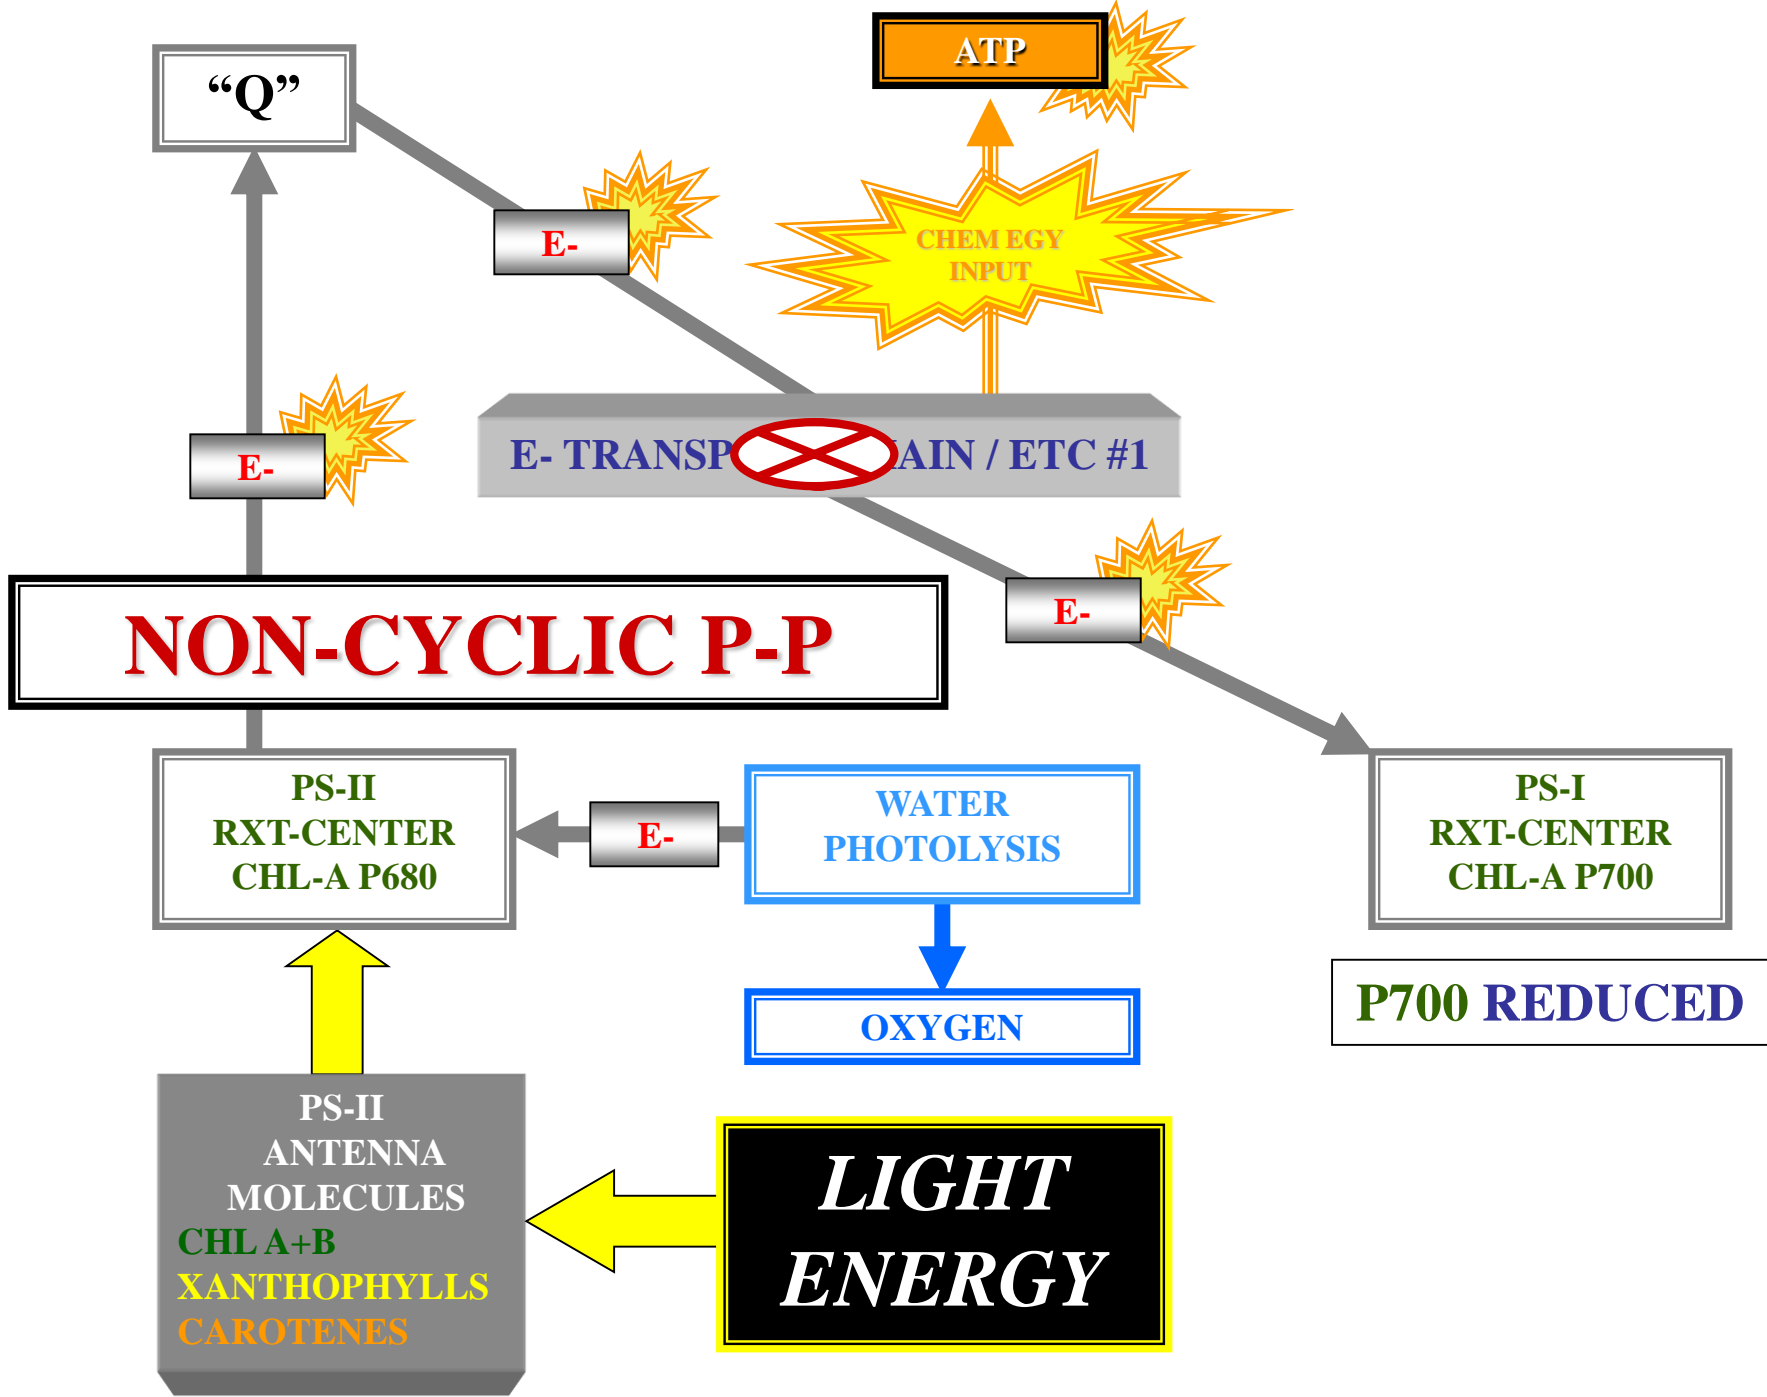 ATP
“Q”
E-
CHEM EGY
INPUT
E-
E- TRANSP AIN / ETC #1
E-
NON-CYCLIC P-P
PS-II
RXT-CENTER
CHL-A P680
E-
WATER
PHOTOLYSIS
PS-I
RXT-CENTER
CHL-A P700
OXYGEN
P700 REDUCED
PS-II
ANTENNA
MOLECULES
CHL A+B
XANTHOPHYLLS
CAROTENES
LIGHT
ENERGY